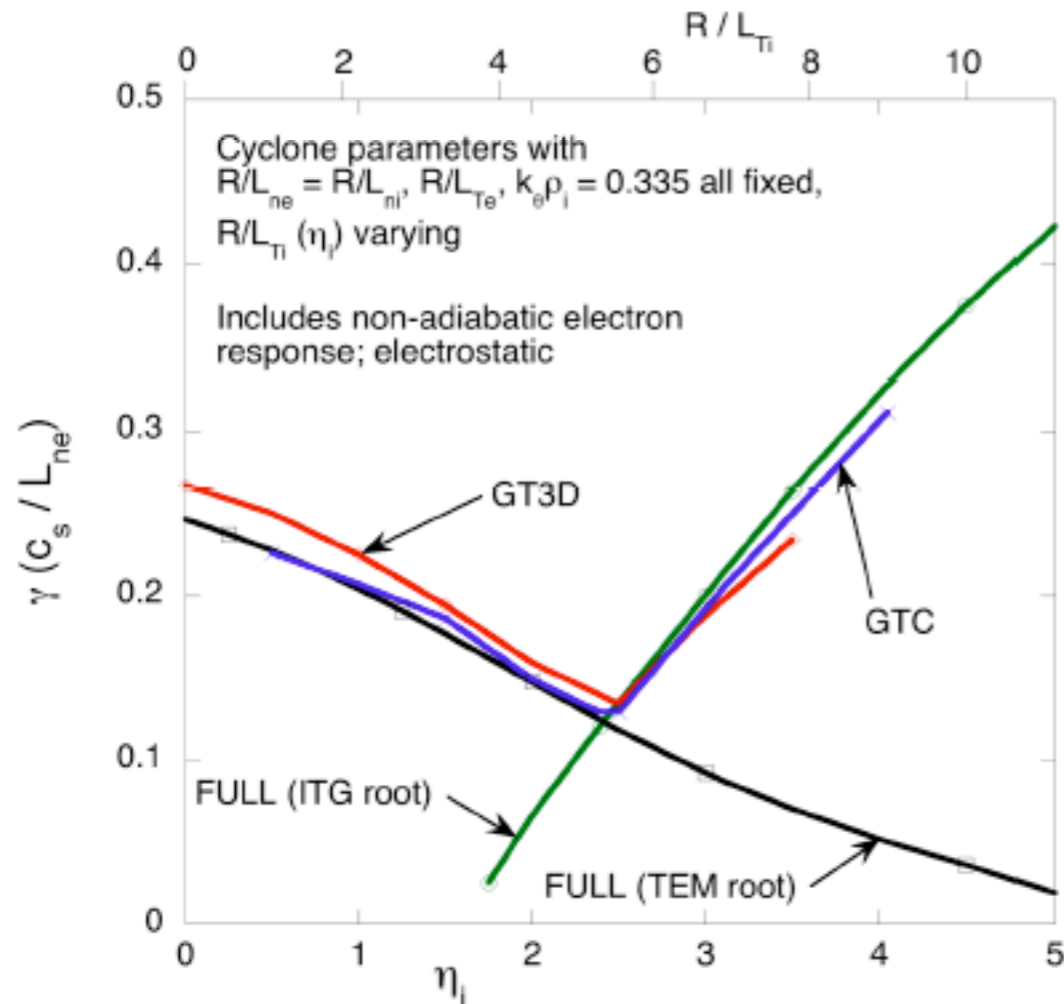 R / L_Ti
0 2 4 6 8 10
0.5
Cyclone parameters with
R/L_ne = R/L_ni, R/L_Te, k_θρ_i = 0.335 all fixed,
R/L_Ti (η_i) varying
0.4
Includes non-adiabatic electron
response; electrostatic
0.3
γ (c_s / L_ne)
GT3D
0.2
GTC
0.1
FULL (ITG root)
FULL (TEM root)
0
0 1 2 3 4 5
η_i